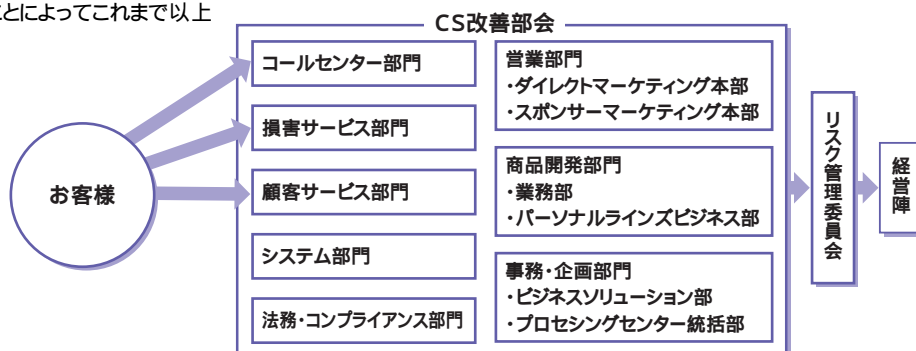 ことによってこれまで以上
CS改善部会
お客様
コールセンター部門
損害サービス部門
顧客サービス部門
システム部門
法務・コンプライアンス部門
営業部門
・ダイレクトマーケティング本部
・スポンサーマーケティング本部
商品開発部門
・業務部
・パーソナルラインズビジネス部
事務・企画部門
・ビジネスソリューション部
・プロセシングセンター統括部
リスク管理委員会
経営陣